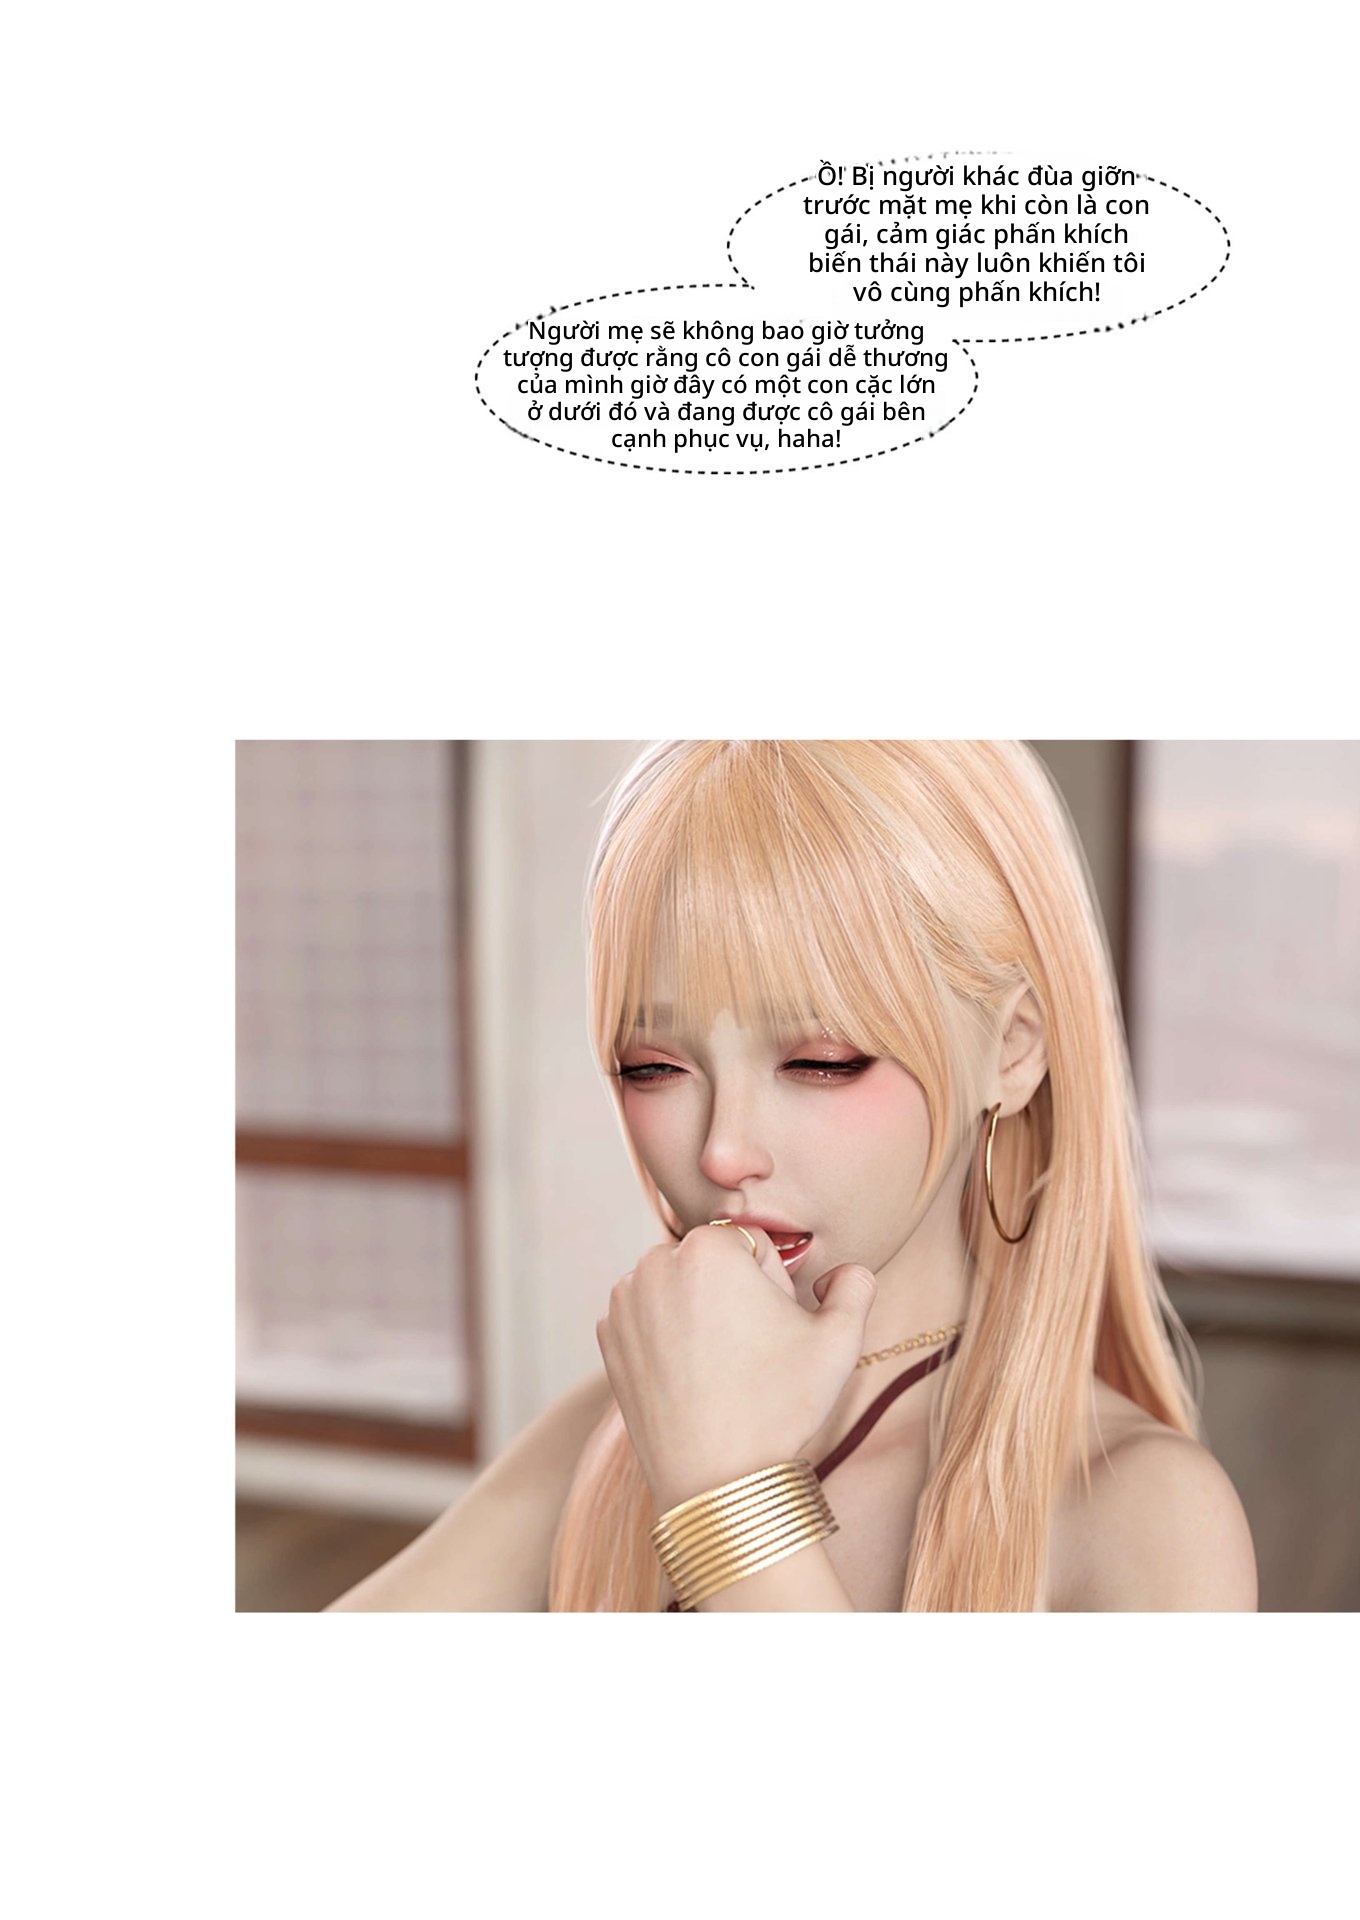 Ồ! Bị người khác đùa giỡn
trước mặt mẹ khi còn là con
gái, cảm giác phấn khích
biến thái này luôn khiến tôi
vô cùng phấn khích!
Người mẹ sẽ không bao giờ tưởng
tượng được rằng cô con gái dễ thương
của mình giờ đây có một con cặc lớn
ở dưới đó và đang được cô gái bên
cạnh phục vụ, haha!